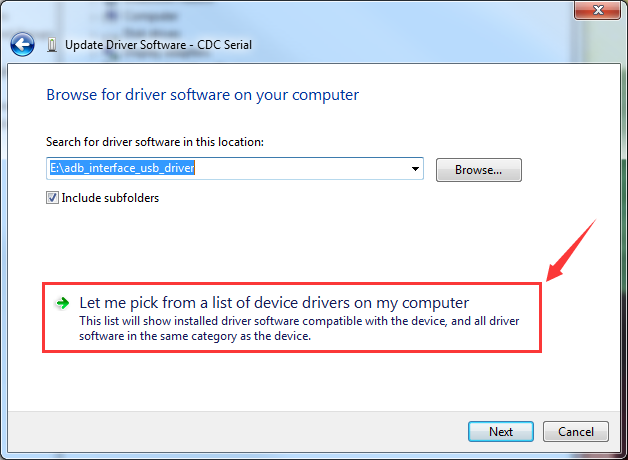 Update Driver Software - CDC Serial
Browse for driver software on your computer
Search for driver software in this location:
E:\adb_interface_usb_driver
Browse...
Include subfolders
Let me pick from a list of device drivers on my computer
This list will show installed driver software compatible with the device, and all driver
software in the same category as the device.
Next
Cancel